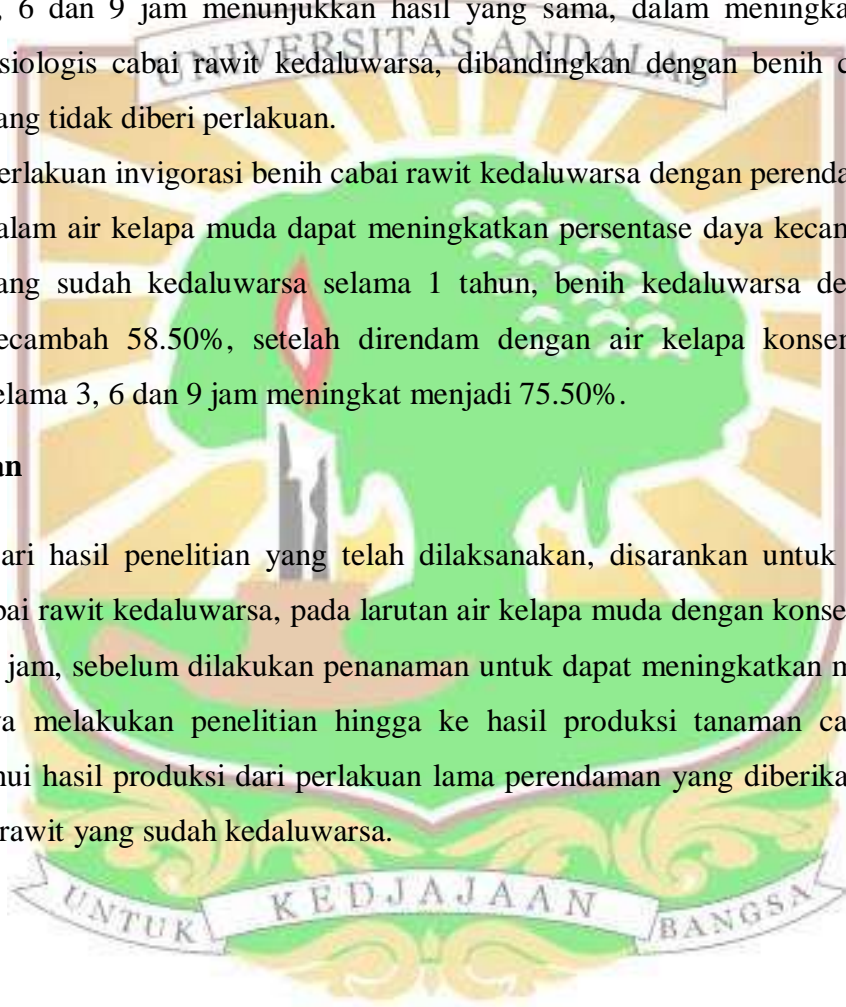 , 6 dan 9 jam menunjukkan hasil yang sama, dalam meningka
siologis cabai rawit kedaluwarsa, dibandingkan dengan benih c
UNIVERSITAS ANDALAS
ang tidak diberi perlakuan.
erlakuan invigorasi benih cabai rawit kedaluwarsa dengan perenda
alam air kelapa muda dapat meningkatkan persentase daya kecan
ang sudah kedaluwarsa selama 1 tahun, benih kedaluwarsa de
ecambah 58.50%, setelah direndam dengan air kelapa konser
elama 3, 6 dan 9 jam meningkat menjadi 75.50%.
an
ari hasil penelitian yang telah dilaksanakan, disarankan untuk
bai rawit kedaluwarsa, pada larutan air kelapa muda dengan konse
jam, sebelum dilakukan penanaman untuk dapat meningkatkan m
ya melakukan penelitian hingga ke hasil produksi tanaman ca
hui hasil produksi dari perlakuan lama perendaman yang diberika
rawit yang sudah kedaluwarsa.
UNTUK KEDJAJAAN BANGSA